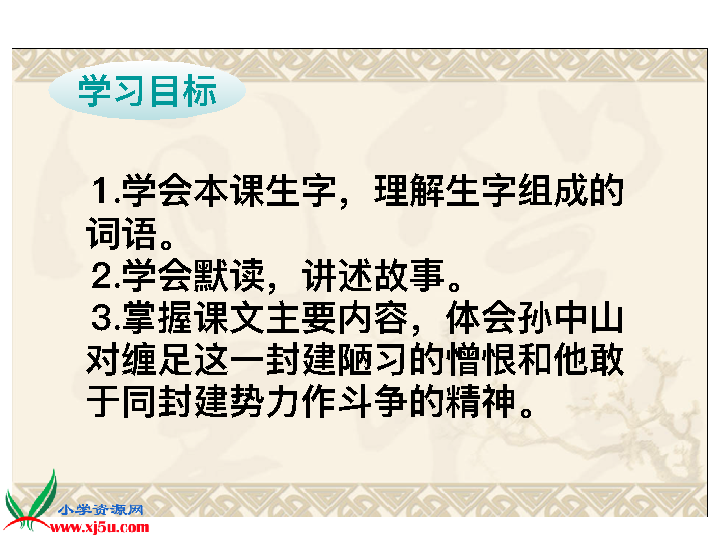 学习目标
1.学会本课生字，理解生字组成的
词语。
2.学会默读，讲述故事。
3.掌握课文主要内容，体会孙中山
对缠足这一封建陋习的憎恨和他敢
于同封建势力作斗争的精神。
小学资源网
www.xj5u.com